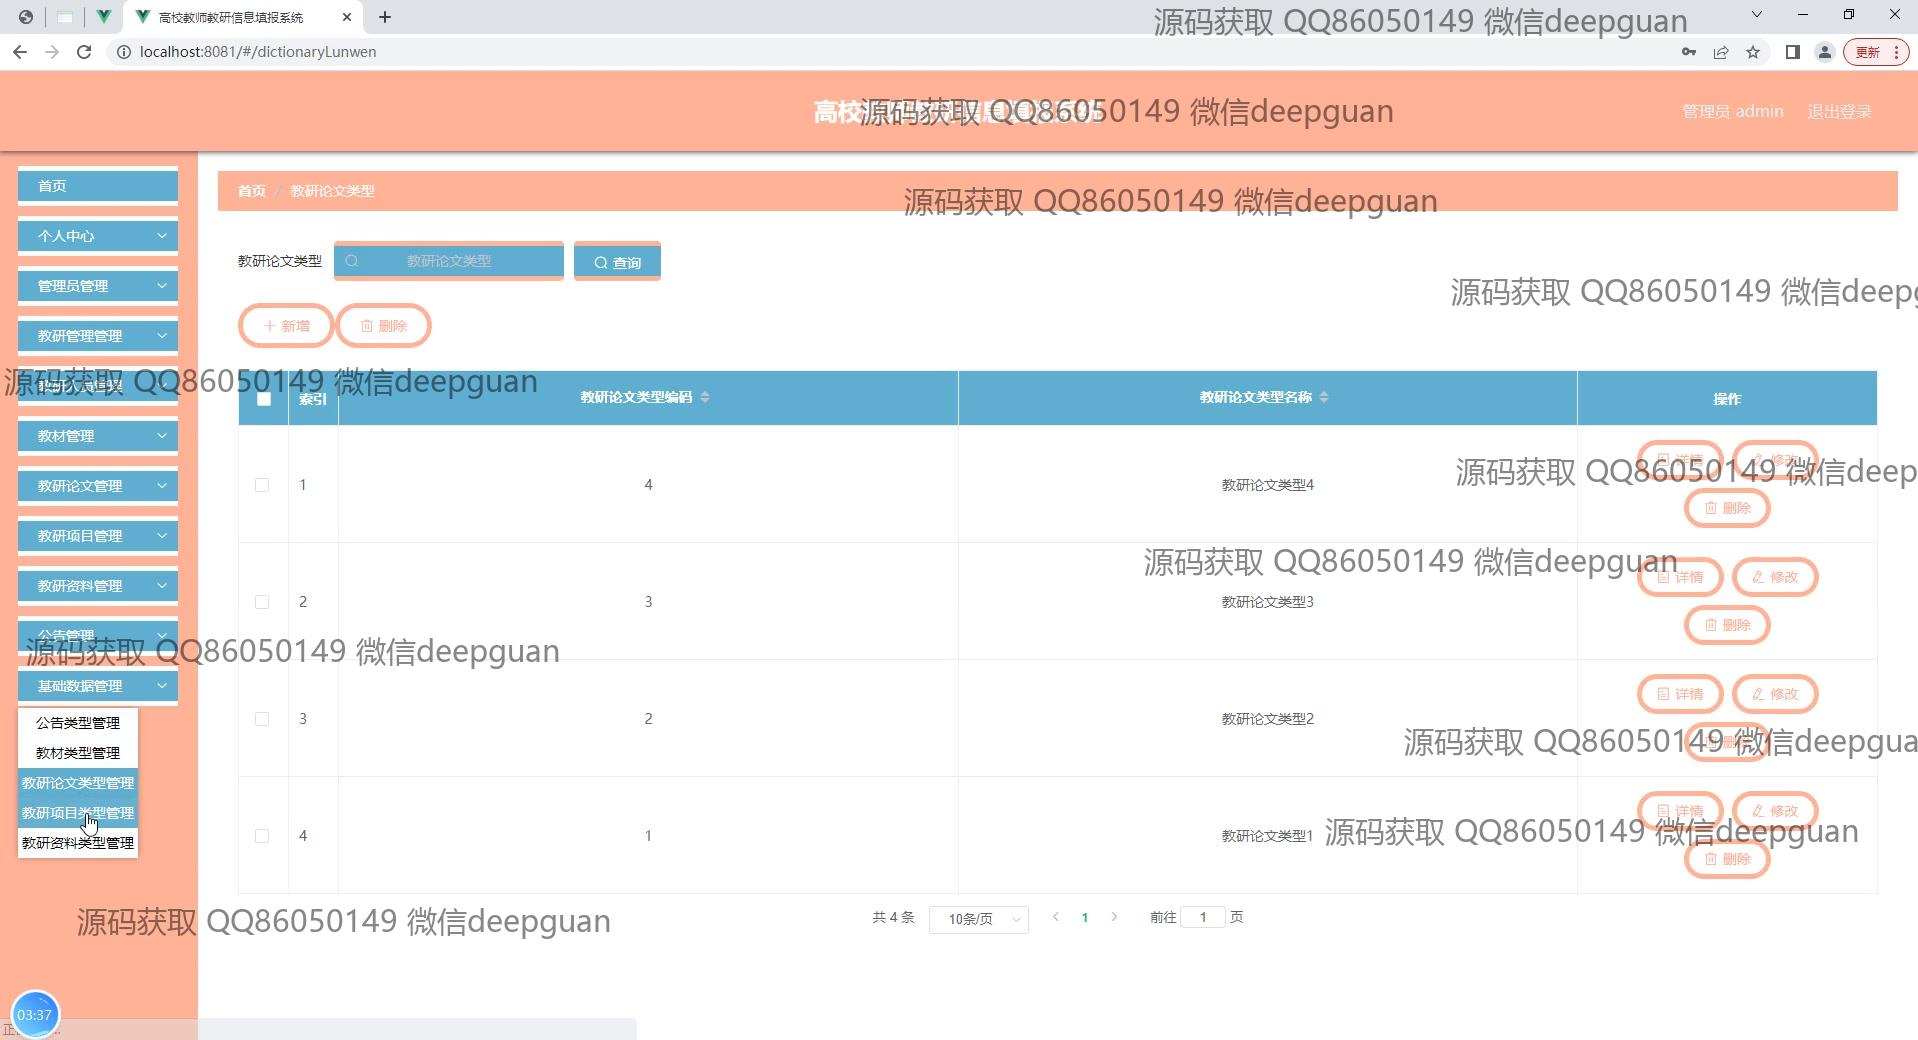 高校教师教研信息填报系统
源码获取 QQ86050149 微信deepguan
localhost:8081/#/dictionaryLunwen
更新
源码获取 QQ86050149 微信deepguan
管理员 admin
退出登录
首页
个人中心
管理员管理
教研管理管理
教材管理
教研论文管理
教研项目管理
教研资料管理
公告管理
基础数据管理
公告类型管理
教材类型管理
教研论文类型管理
教研项目类型管理
教研资料类型管理
首页 / 教研论文类型
源码获取 QQ86050149 微信deepguan
教研论文类型
教研论文类型
查询
源码获取 QQ86050149 微信deepg
新增
删除
源码获取 QQ86050149 微信deepguan
索引
教研论文类型编码
教研论文类型名称
操作
1
4
教研论文类型4
详情
修改
删除
源码获取 QQ86050149 微信deep
源码获取 QQ86050149 微信deepguan
2
3
教研论文类型3
详情
修改
删除
源码获取 QQ86050149 微信deepguan
3
2
教研论文类型2
详情
修改
删除
源码获取 QQ86050149 微信deepgua
4
1
教研论文类型1
详情
修改
删除
源码获取 QQ86050149 微信deepguan
共 4 条
10条/页
1
前往 1 页
源码获取 QQ86050149 微信deepguan
03:37